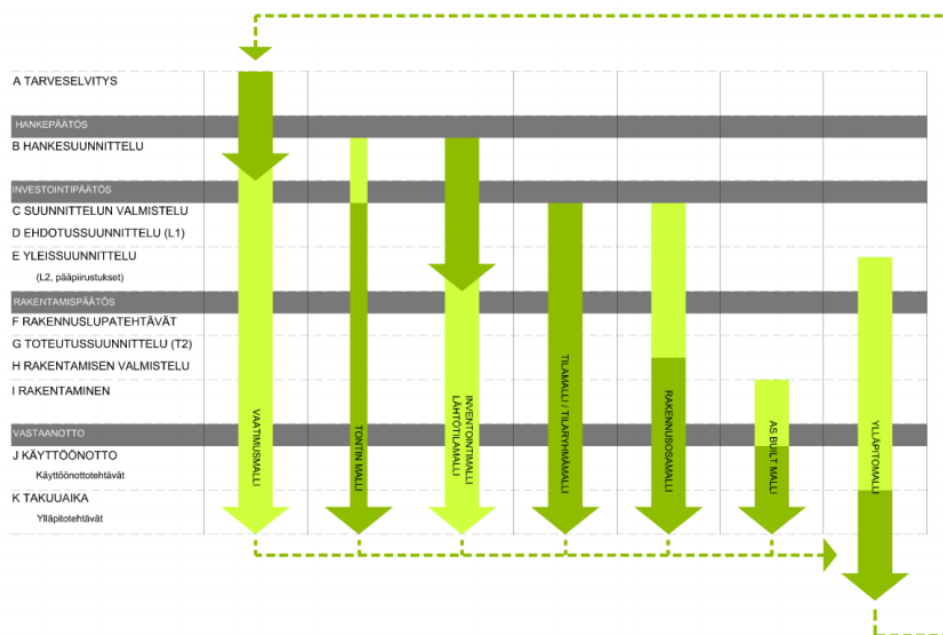 A TARVESELVITYS
HANKEPÄÄTÖS
B HANKESUUNNITTELU
INVESTOINTIPÄÄTÖS
C SUUNNITTELUN VALMISTELU
D EHDOTUSSUUNNITTELU (L1)
E YLEISSUUNNITTELU
(L2, pääpiirustukset)
RAKENTAMISPÄÄTÖS
F RAKENNUSLUPATEHTÄVÄT
G TOTEUTUSSUUNNITTELU (T2)
H RAKENTAMISEN VALMISTELU
I RAKENTAMINEN
VASTAANOTTO
J KÄYTTÖÖNOTTO
Käyttöönottotehtävät
K TAKUUAIKA
Ylläpitotehtävät
VAATIMUSMALLI
TONTIN MALLI
INVENTOINTIMALLI
LÄHTÖTILAMALLI
TILAMALLI / TILARYHMÄMALLI
RAKENNUSOSAMALLI
AS BUILT MALLI
YLLÄPITOMALLI